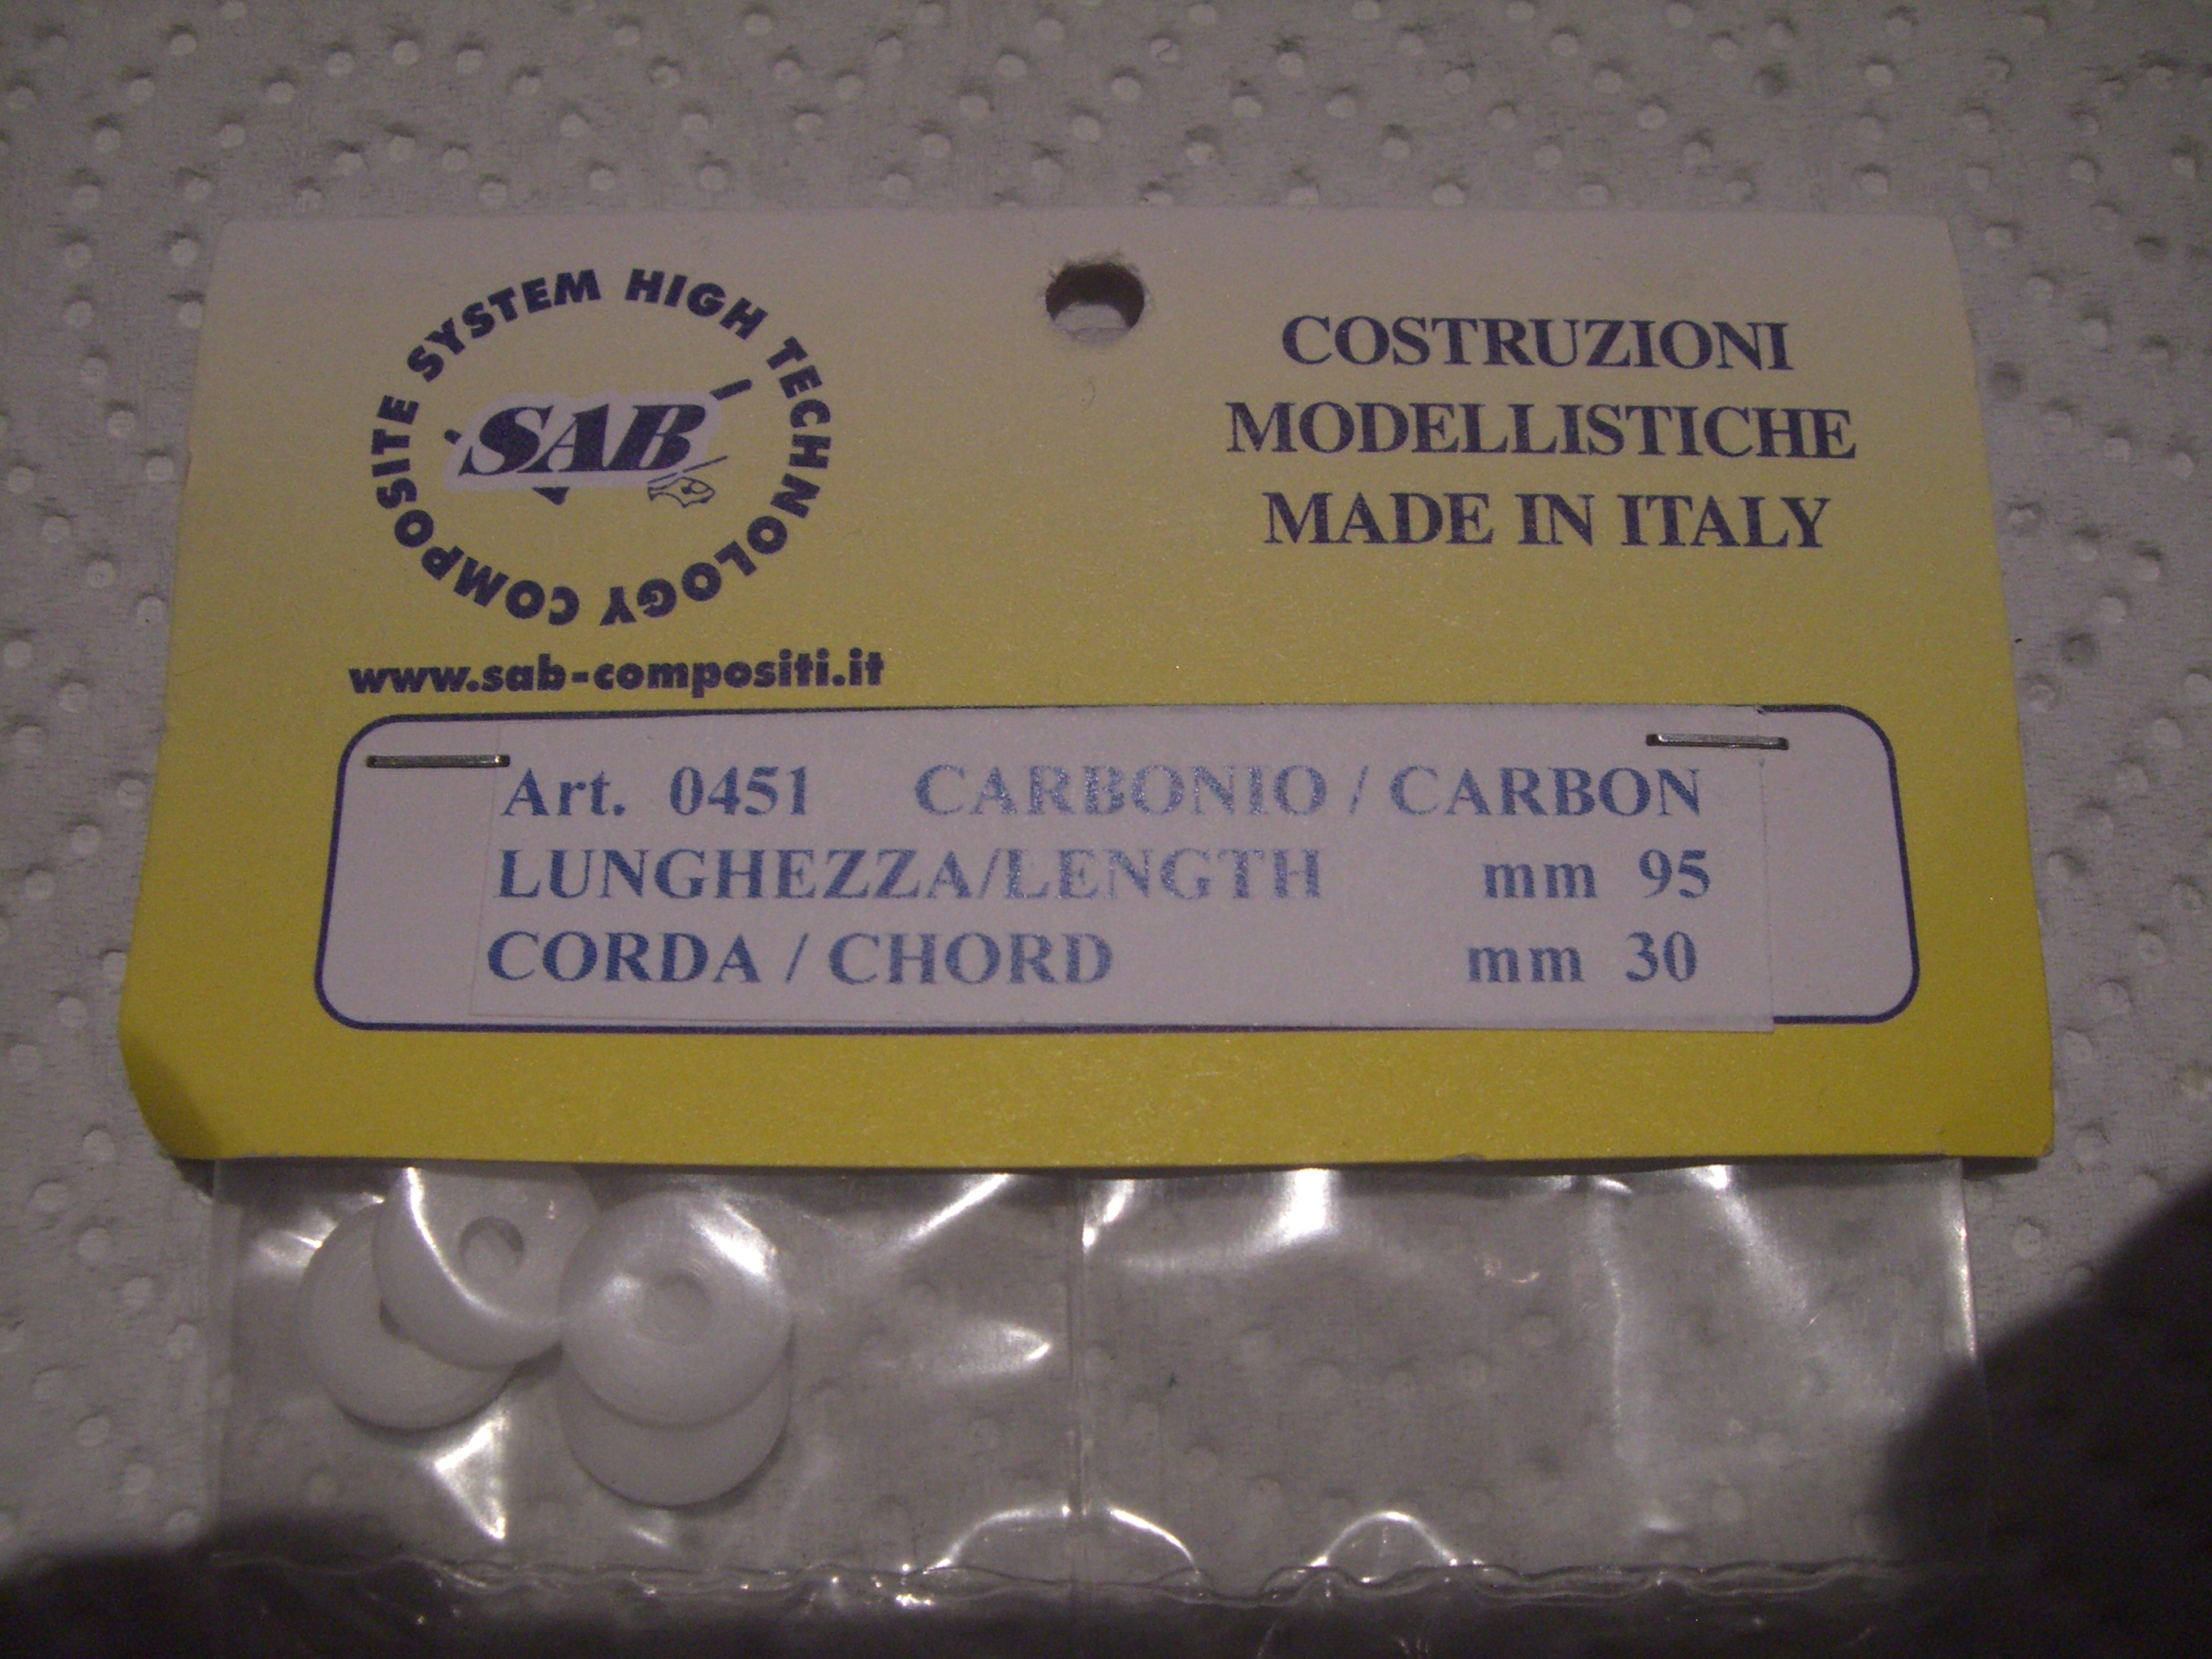 COMPOSITE SYSTEM HIGH TECHNOLOGY
SAB
www.sab-compositi.it
COSTRUZIONI
MODELLISTICHE
MADE IN ITALY
Art. 0451 CARBONIO / CARBON
LUNGHEZZA/LENGTH mm 95
CORDA / CHORD mm 30